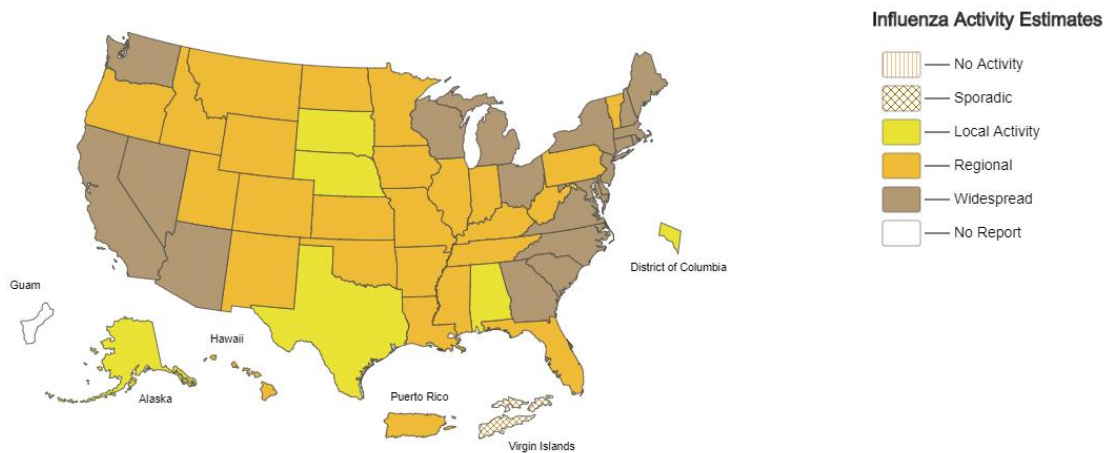 Influenza Activity Estimates
No Activity
Sporadic
Local Activity
Regional
Widespread
No Report
District of Columbia
Guam
Hawaii
Alaska
Puerto Rico
Virgin Islands